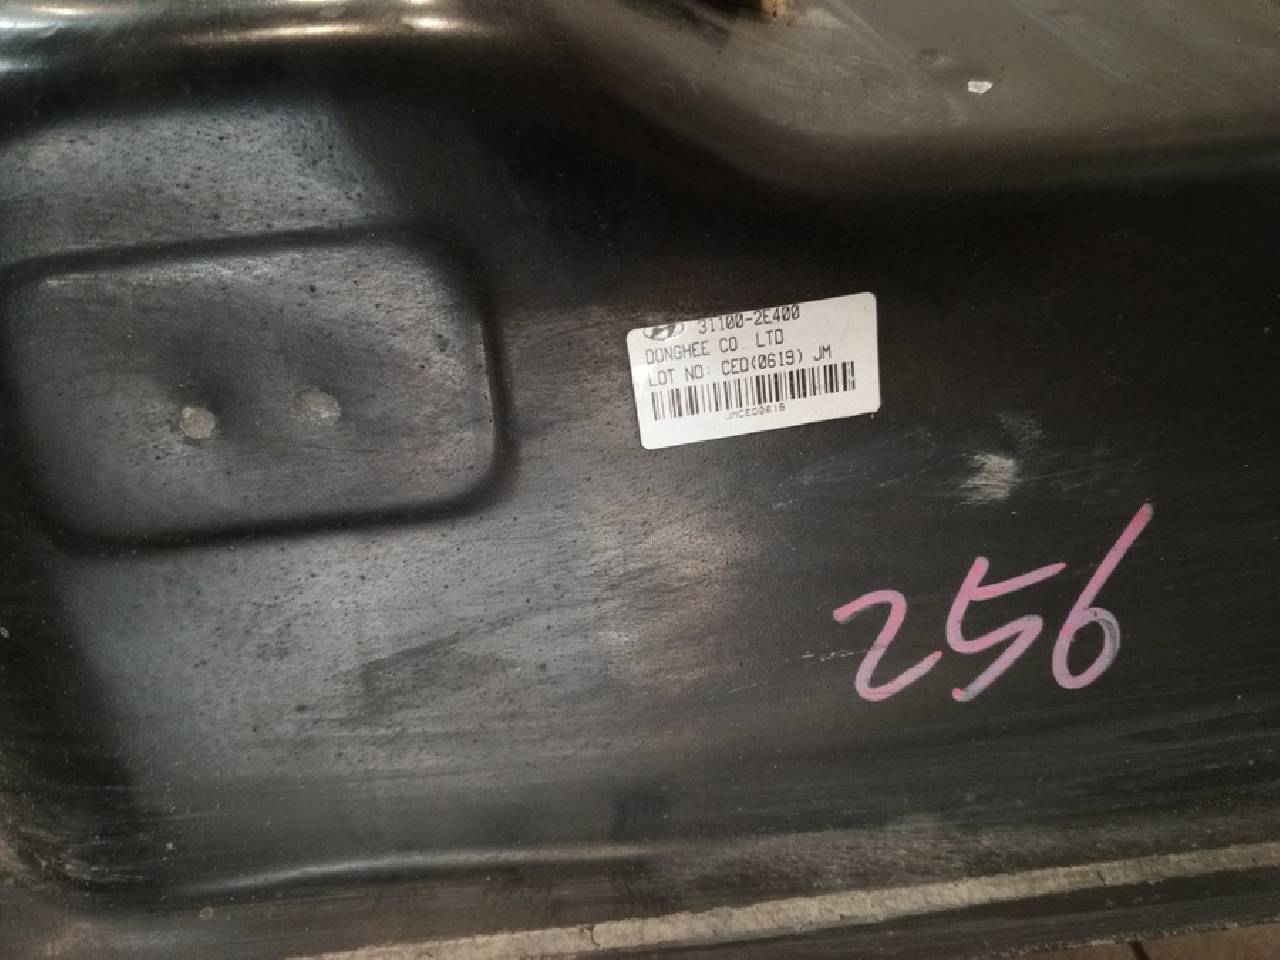 31100-2E400
DONGHEE CO. LTD
LOT NO: CED(0619) JM
JMCED0619
256